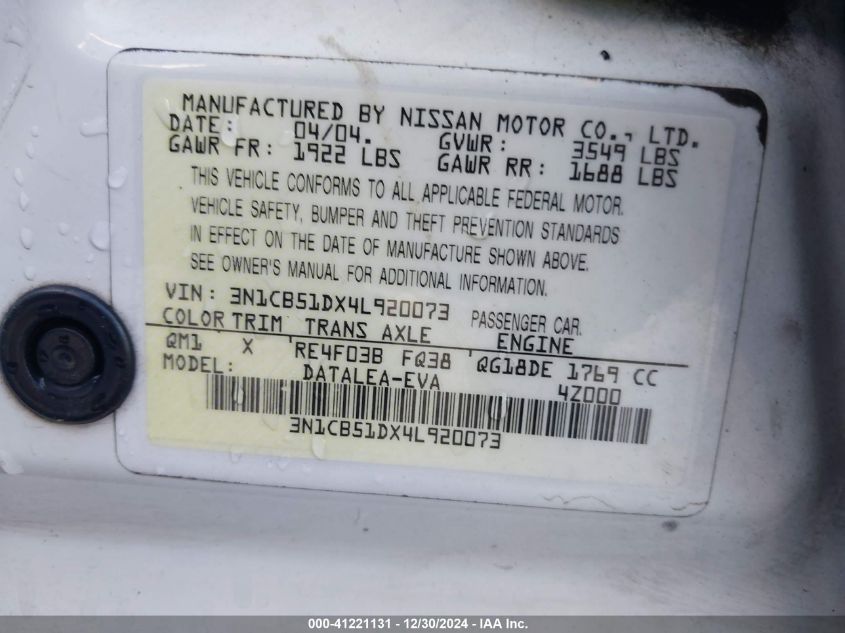 MANUFACTURED BY NISSAN MOTOR CO., LTD.
DATE: 04/04. GVWR: 3549 LBS
GAWR FR: 1922 LBS GAWR RR: 1688 LBS
THIS VEHICLE CONFORMS TO ALL APPLICABLE FEDERAL MOTOR
VEHICLE SAFETY, BUMPER AND THEFT PREVENTION STANDARDS
IN EFFECT ON THE DATE OF MANUFACTURE SHOWN ABOVE.
SEE OWNER'S MANUAL FOR ADDITIONAL INFORMATION.
VIN: 3N1CB51DX4L920073 PASSENGER CAR.
COLOR TRIM TRANS AXLE ENGINE
QM1 X RE4F03B FQ38 QG18DE 1769 CC
MODEL: DATALEA-EVA 4Z000
3N1CB51DX4L920073
000-41221131 - 12/30/2024 - IAA Inc.